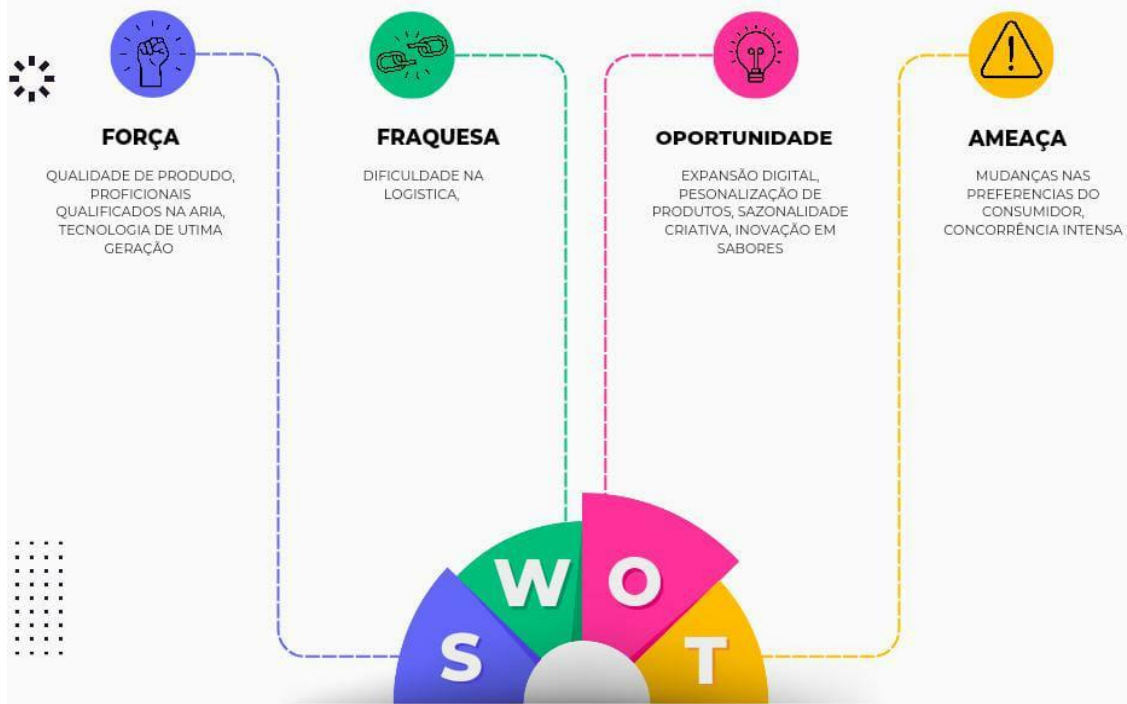 FORÇA
QUALIDADE DE PRODUDO,
PROFICIONAIS
QUALIFICADOS NA ARIA,
TECNOLOGIA DE UTIMA
GERAÇÃO
FRAQUESA
DIFICULDADE NA
LOGISTICA,
OPORTUNIDADE
EXPANSÃO DIGITAL,
PESONALIZAÇÃO DE
PRODUTOS, SAZONALIDADE
CRIATIVA, INOVAÇÃO EM
SABORES
AMEAÇA
MUDANÇAS NAS
PREFERENCIAS DO
CONSUMIDOR,
CONCORRÊNCIA INTENSA
S
W
O
T